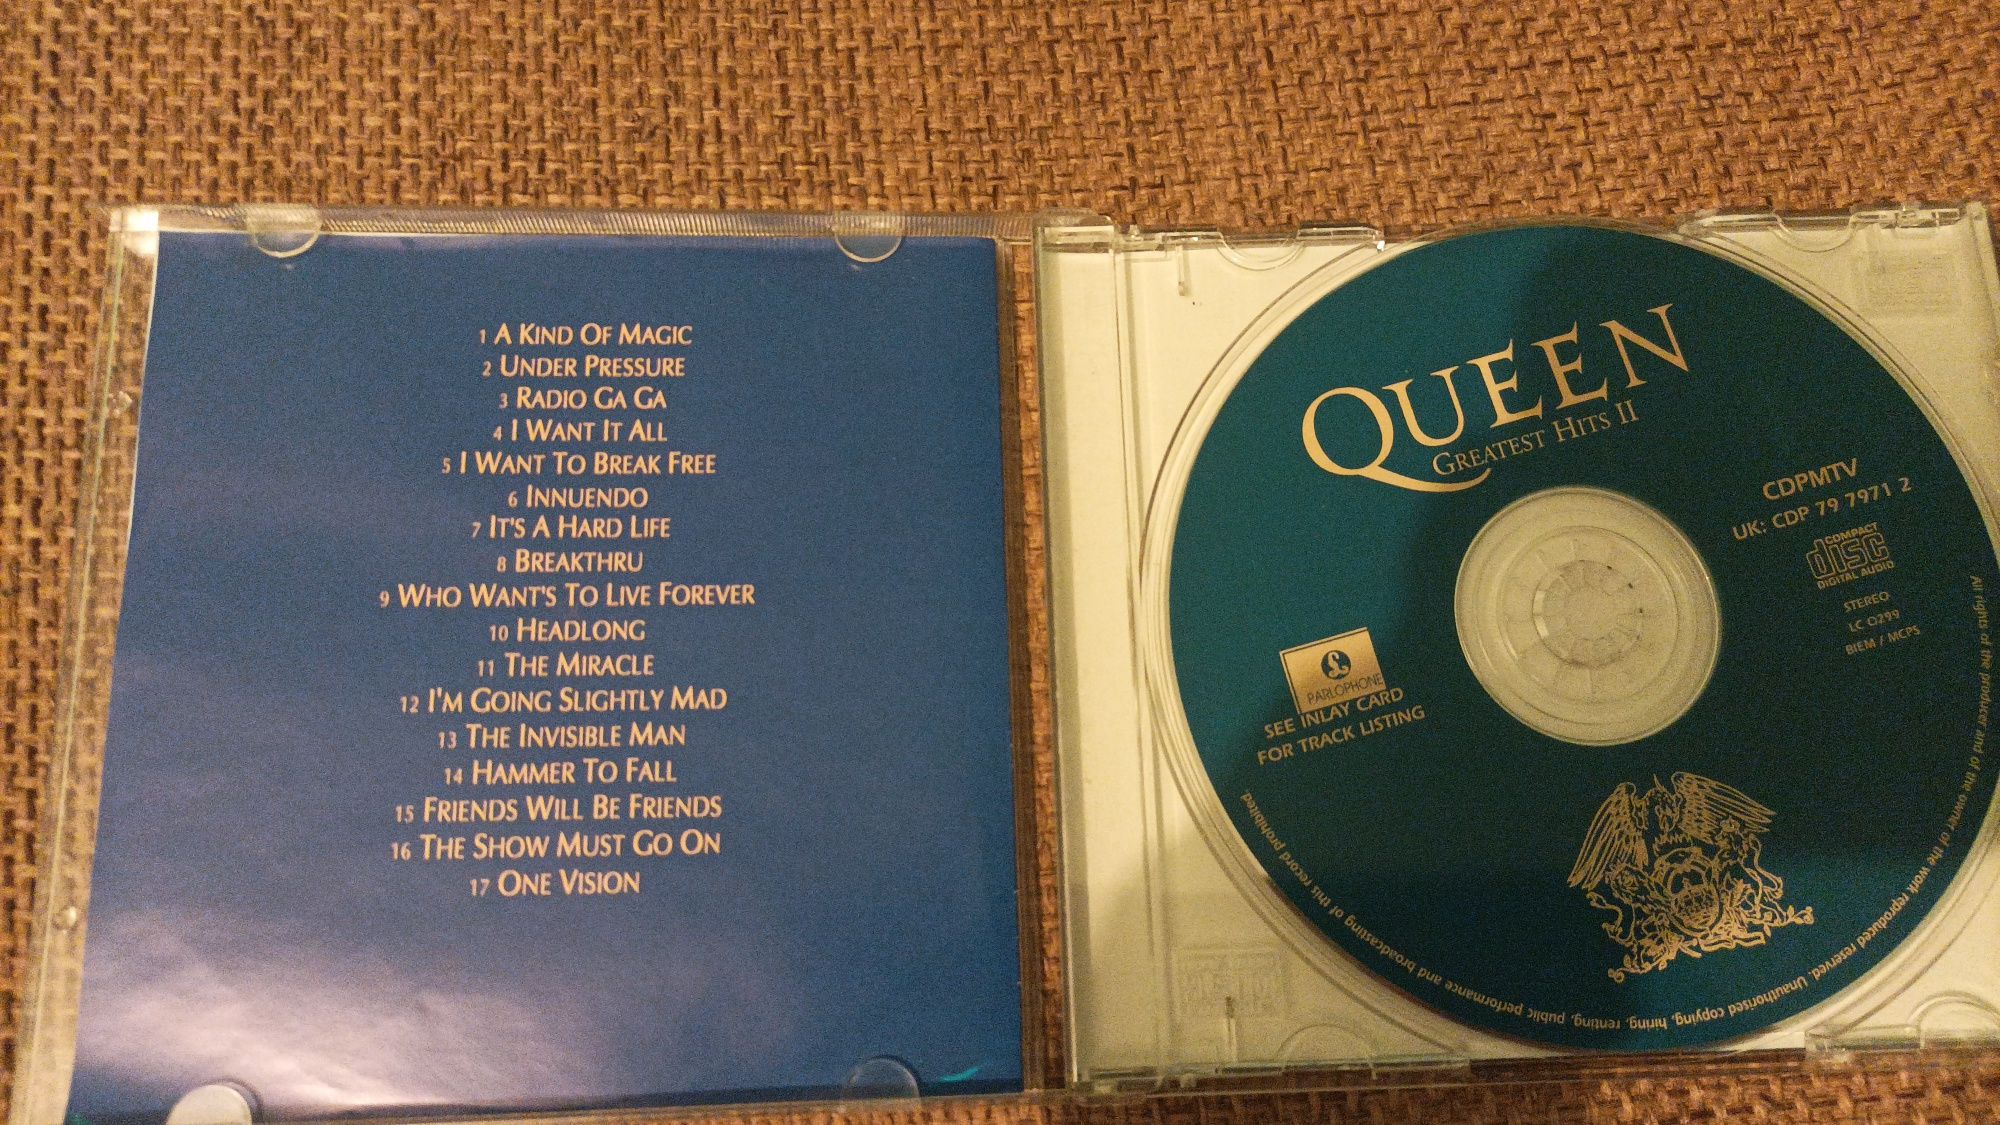 1 A KIND OF MAGIC
2 UNDER PRESSURE
3 RADIO GA GA
4 I WANT IT ALL
5 I WANT TO BREAK FREE
6 INNUENDO
7 IT'S A HARD LIFE
8 BREAKTHRU
9 WHO WANT'S TO LIVE FOREVER
10 HEADLONG
11 THE MIRACLE
12 I'M GOING SLIGHTLY MAD
13 THE INVISIBLE MAN
14 HAMMER TO FALL
15 FRIENDS WILL BE FRIENDS
16 THE SHOW MUST GO ON
17 ONE VISION
QUEEN
GREATEST HITS II
CDPMTV
UK: CDP 79 7971 2
COMPACT
disc
DIGITAL AUDIO
STEREO
LC 0299
BIEM / MCPS
£
PARLOPHONE
SEE INLAY CARD
FOR TRACK LISTING
All rights of the producer and of the owner of the work reproduced reserved. Unauthorised copying, hiring, renting, public performance and broadcasting of this record prohibited.